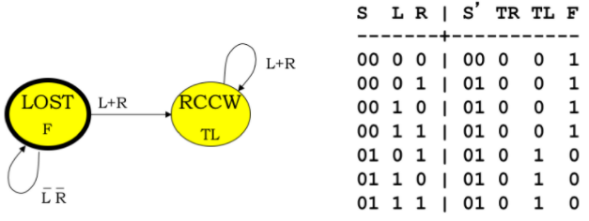 LOST
F
L+R
RCCW
TL
L+R
L̅ R̅
S L R | S' TR TL F
-------+------------
00 0 0 | 00 0 0 1
00 0 1 | 01 0 0 1
00 1 0 | 01 0 0 1
00 1 1 | 01 0 0 1
01 0 1 | 01 0 1 0
01 1 0 | 01 0 1 0
01 1 1 | 01 0 1 0